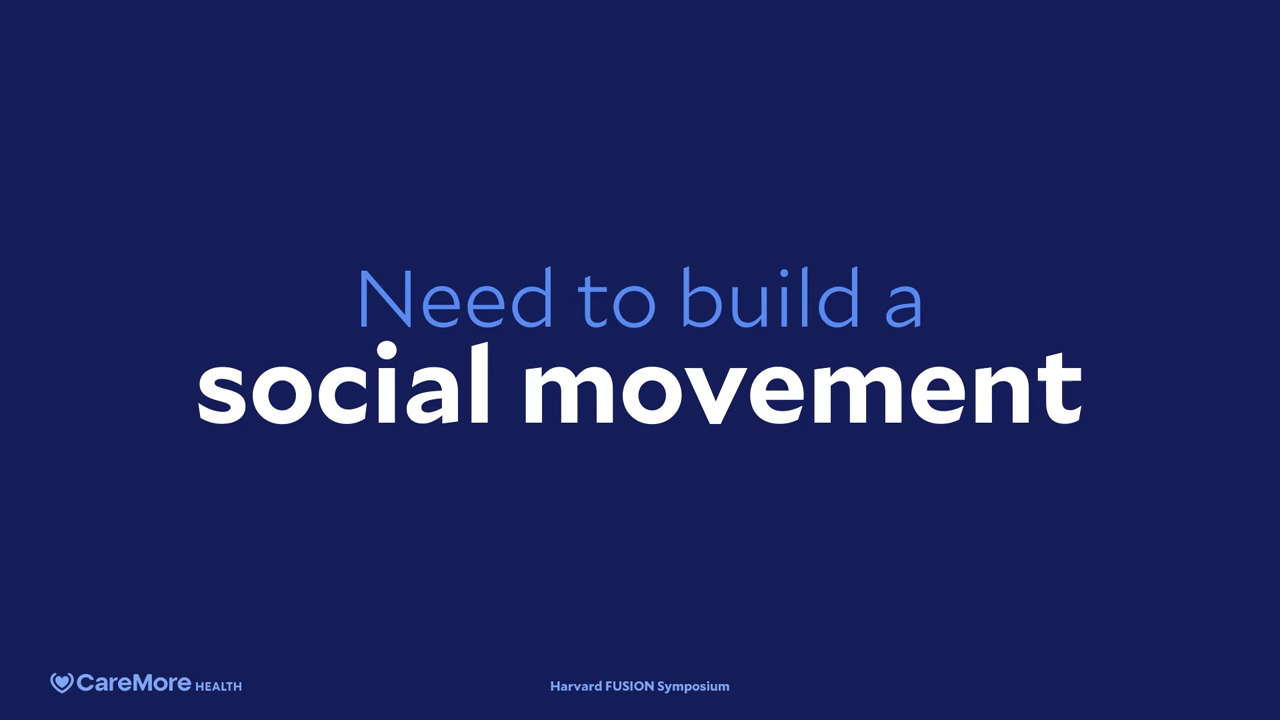 Need to build a
social movement
CareMore HEALTH
Harvard FUSION Symposium